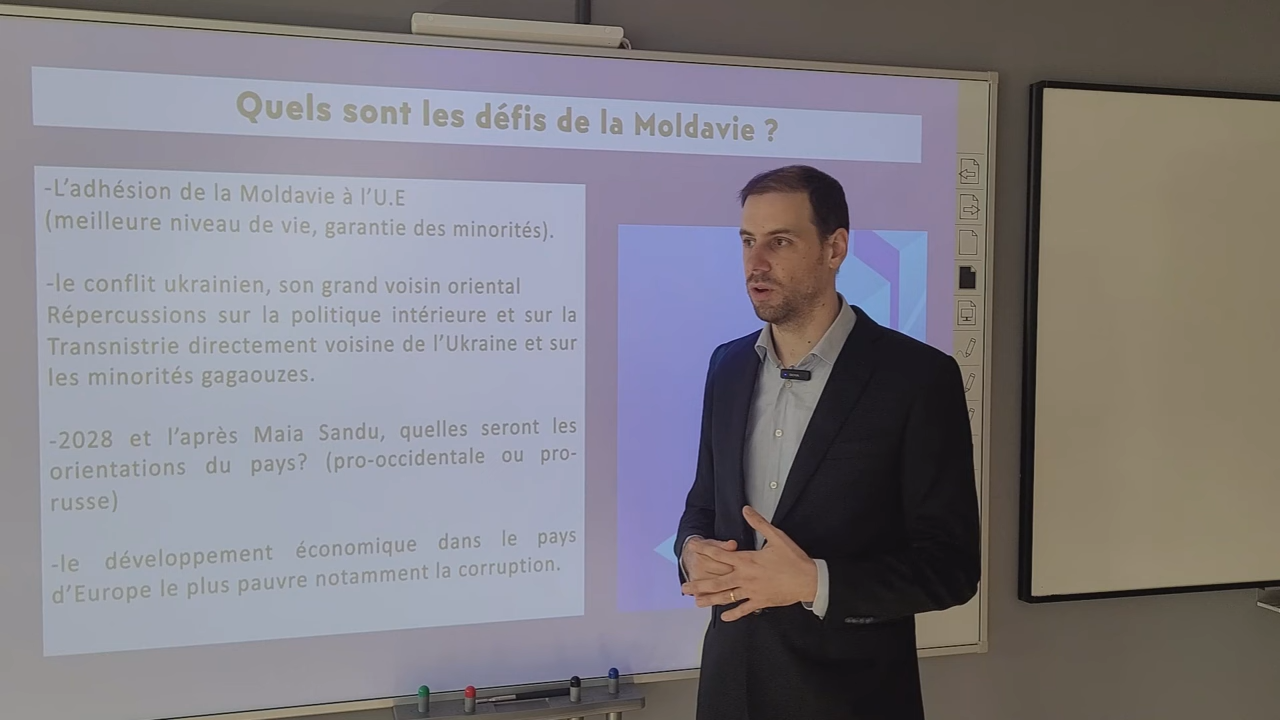 Quels sont les défis de la Moldavie ?
-L'adhésion de la Moldavie à l'U.E
(meilleure niveau de vie, garantie des minorités).
-le conflit ukrainien, son grand voisin oriental
Répercussions sur la politique intérieure et sur la
Transnistrie directement voisine de l'Ukraine et sur
les minorités gagaouzes.
-2028 et l'après Maia Sandu, quelles seront les
orientations du pays? (pro-occidentale ou pro-
russe)
-le développement économique dans le pays
d'Europe le plus pauvre notamment la corruption.